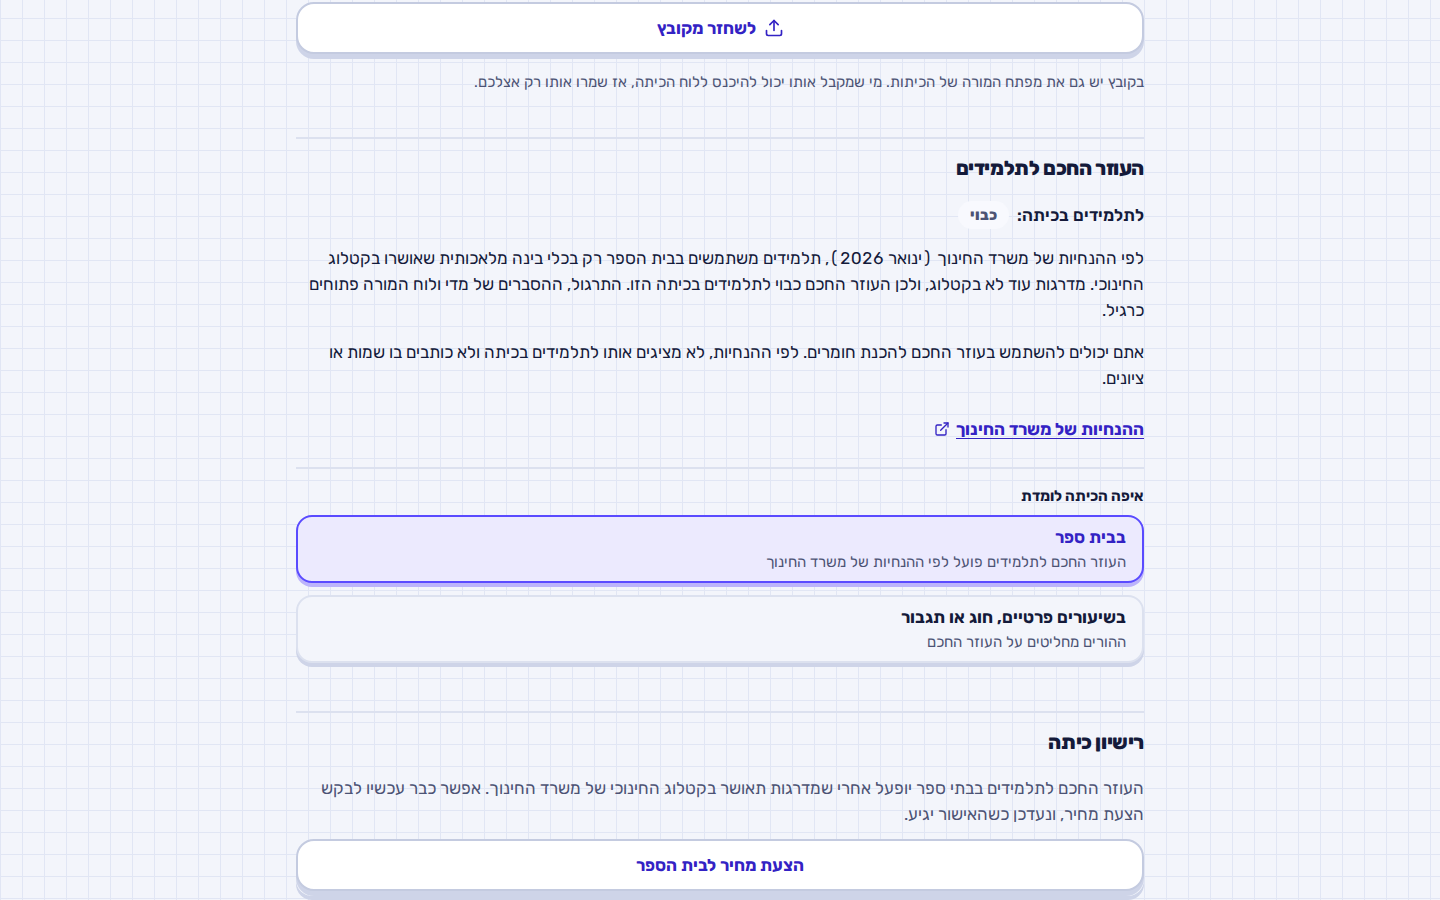 לשחזר מקובץ
בקובץ יש גם את מפתח המורה של הכיתות. מי שמקבל אותו יכול להיכנס ללוח הכיתה, אז שמרו אותו רק אצלכם.
העוזר החכם לתלמידים
לתלמידים בכיתה: כבוי
לפי ההנחיות של משרד החינוך (ינואר 2026), תלמידים משתמשים בבית הספר רק בכלי בינה מלאכותית שאושרו בקטלוג
החינוכי. מדרגות עוד לא בקטלוג, ולכן העוזר החכם כבוי לתלמידים בכיתה הזו. התרגול, ההסברים של מדי ולוח המורה פתוחים
כרגיל.
אתם יכולים להשתמש בעוזר החכם להכנת חומרים. לפי ההנחיות, לא מציגים אותו לתלמידים בכיתה ולא כותבים בו שמות או
ציונים.
ההנחיות של משרד החינוך
איפה הכיתה לומדת
בבית ספר
העוזר החכם לתלמידים פועל לפי ההנחיות של משרד החינוך
בשיעורים פרטיים, חוג או תגבור
ההורים מחליטים על העוזר החכם
רישיון כיתה
העוזר החכם לתלמידים בבתי ספר יופעל אחרי שמדרגות תאושר בקטלוג החינוכי של משרד החינוך. אפשר כבר עכשיו לבקש
הצעת מחיר, ונעדכן כשהאישור יגיע.
הצעת מחיר לבית הספר